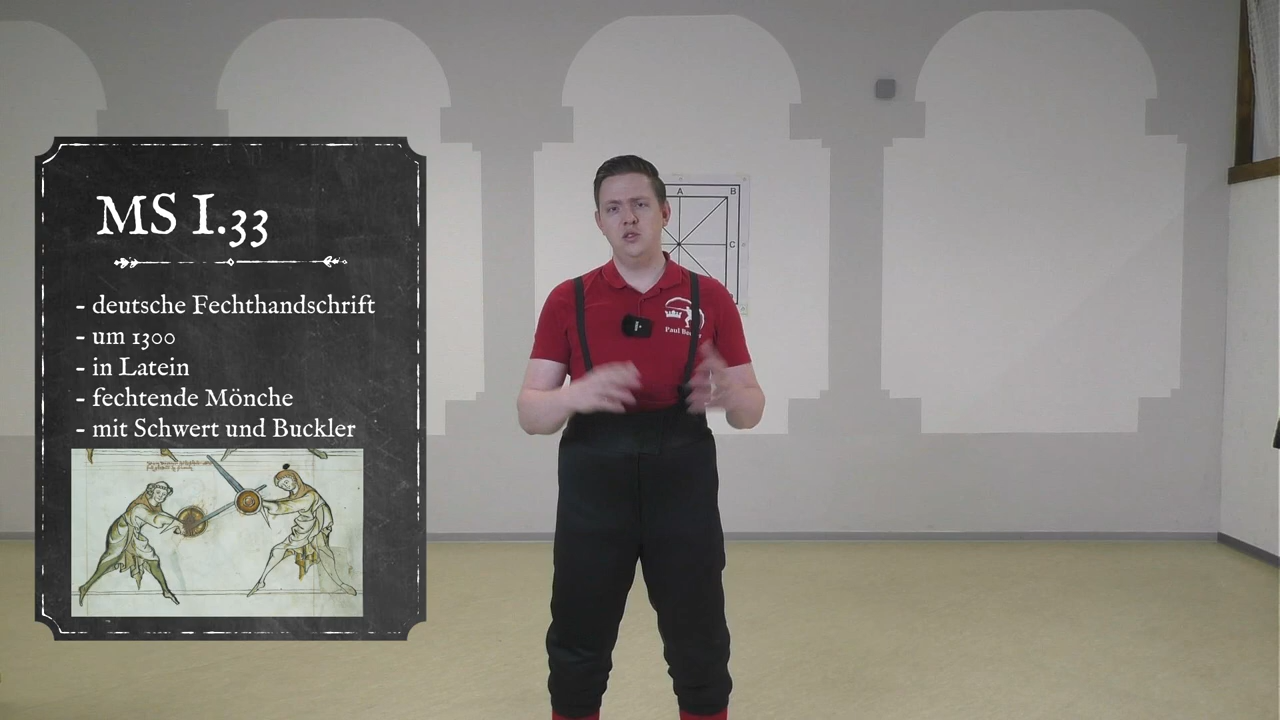 MS I.33
- deutsche Fechthandschrift
- um 1300
- in Latein
- fechtende Mönche
- mit Schwert und Buckler
A B
C
Paul